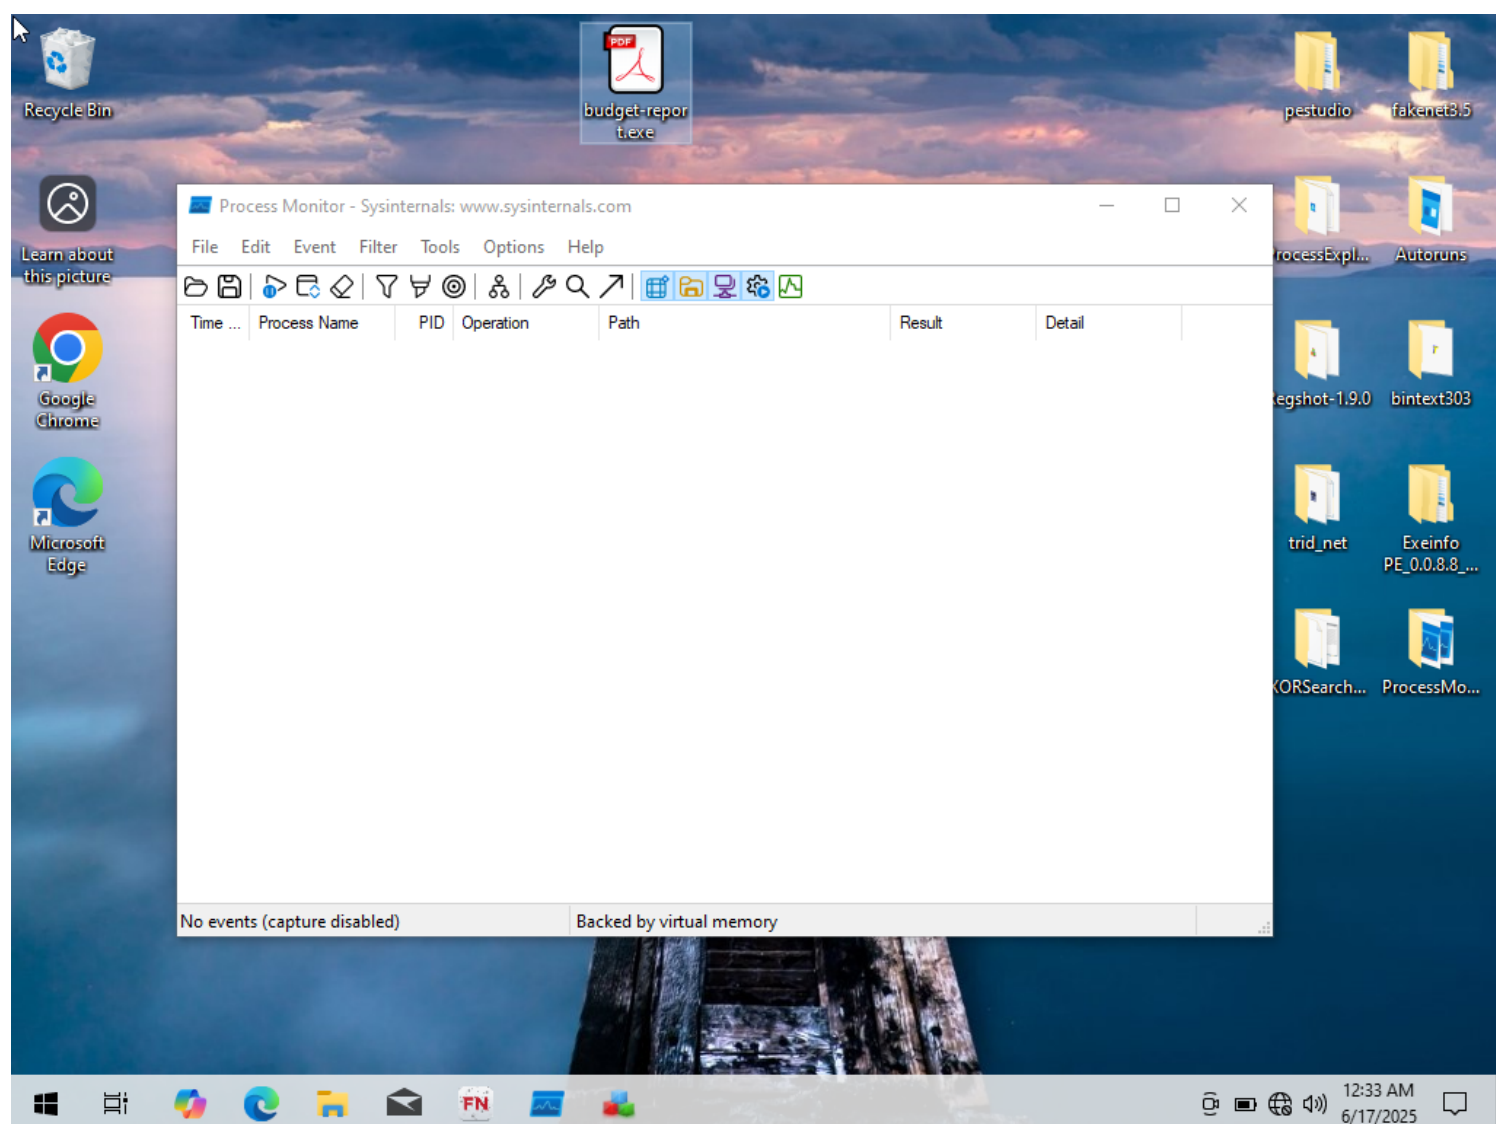 Recycle Bin
PDF
budget-repor
t.exe
pestudio
fakenet3.5
Learn about
this picture
Process Monitor - Sysinternals: www.sysinternals.com
File Edit Event Filter Tools Options Help
rocessExpl...
Autoruns
Time ... Process Name PID Operation Path Result Detail
Google
Chrome
egshot-1.9.0
bintext303
Microsoft
Edge
trid_net
Exeinfo
PE_0.0.8.8_...
XORSearch...
ProcessMo...
No events (capture disabled) Backed by virtual memory
FN
12:33 AM
6/17/2025